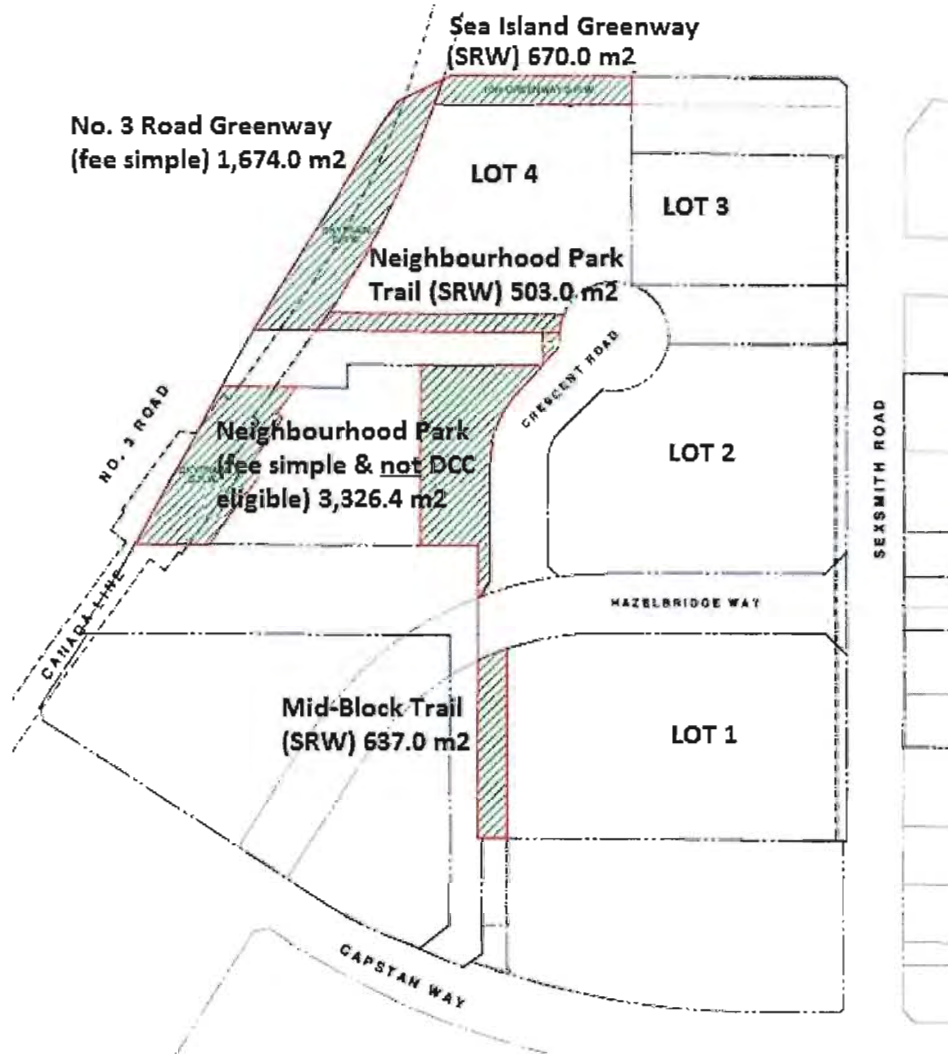 Sea Island Greenway
(SRW) 670.0 m2
No. 3 Road Greenway
(fee simple) 1,674.0 m2
LOT 4
LOT 3
Neighbourhood Park
Trail (SRW) 503.0 m2
CRESCENT ROAD
NO. 3 ROAD
Neighbourhood Park
(fee simple & not DCC
eligible) 3,326.4 m2
LOT 2
SEXSMITH ROAD
CANADA LINE
HAZELBRIDGE WAY
Mid-Block Trail
(SRW) 637.0 m2
LOT 1
CAPSTAN WAY